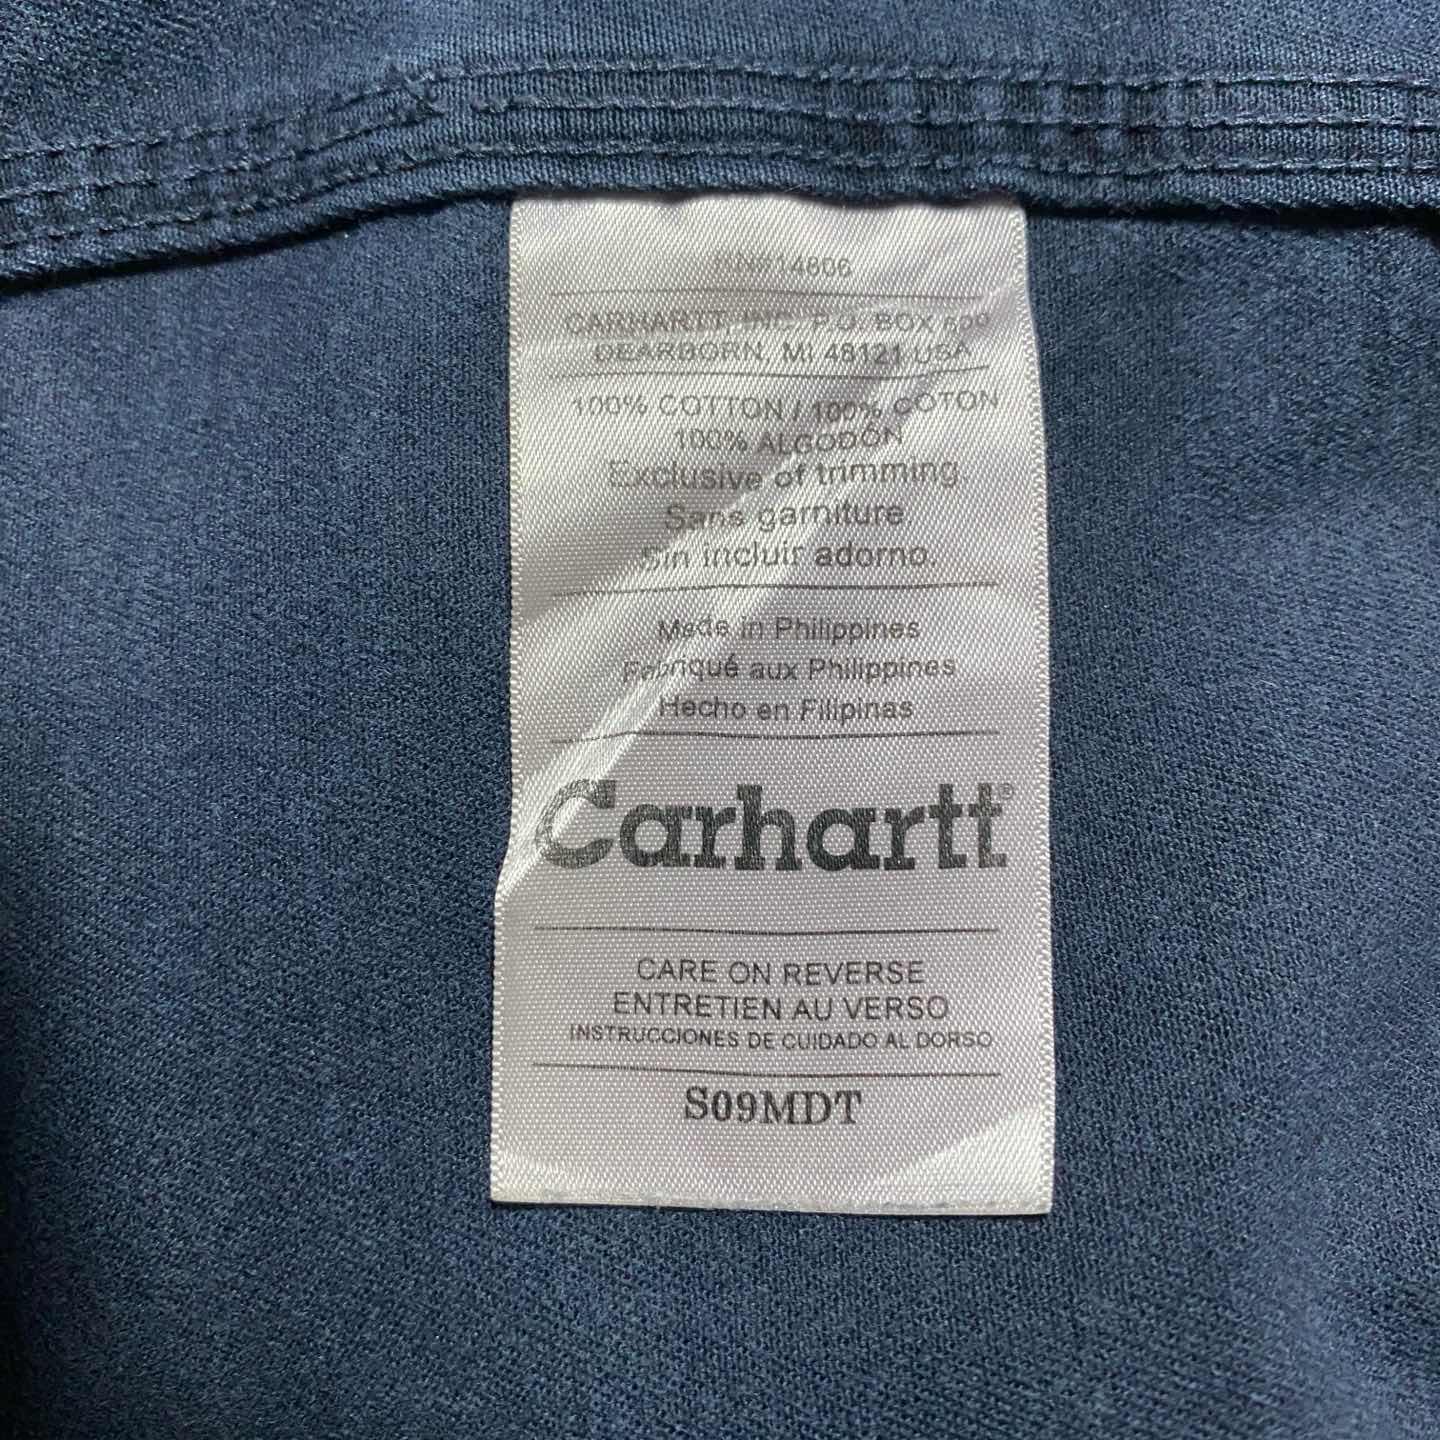 RN#14806
CARHARTT, INC. P.O. BOX 600
DEARBORN, MI 48121 USA
100% COTTON / 100% COTON
100% ALGODÓN
Exclusive of trimming.
Sans garniture.
Sin incluir adorno.
Made in Philippines
Fabriqué aux Philippines
Hecho en Filipinas
Carhartt®
CARE ON REVERSE
ENTRETIEN AU VERSO
INSTRUCCIONES DE CUIDADO AL DORSO
S09MDT